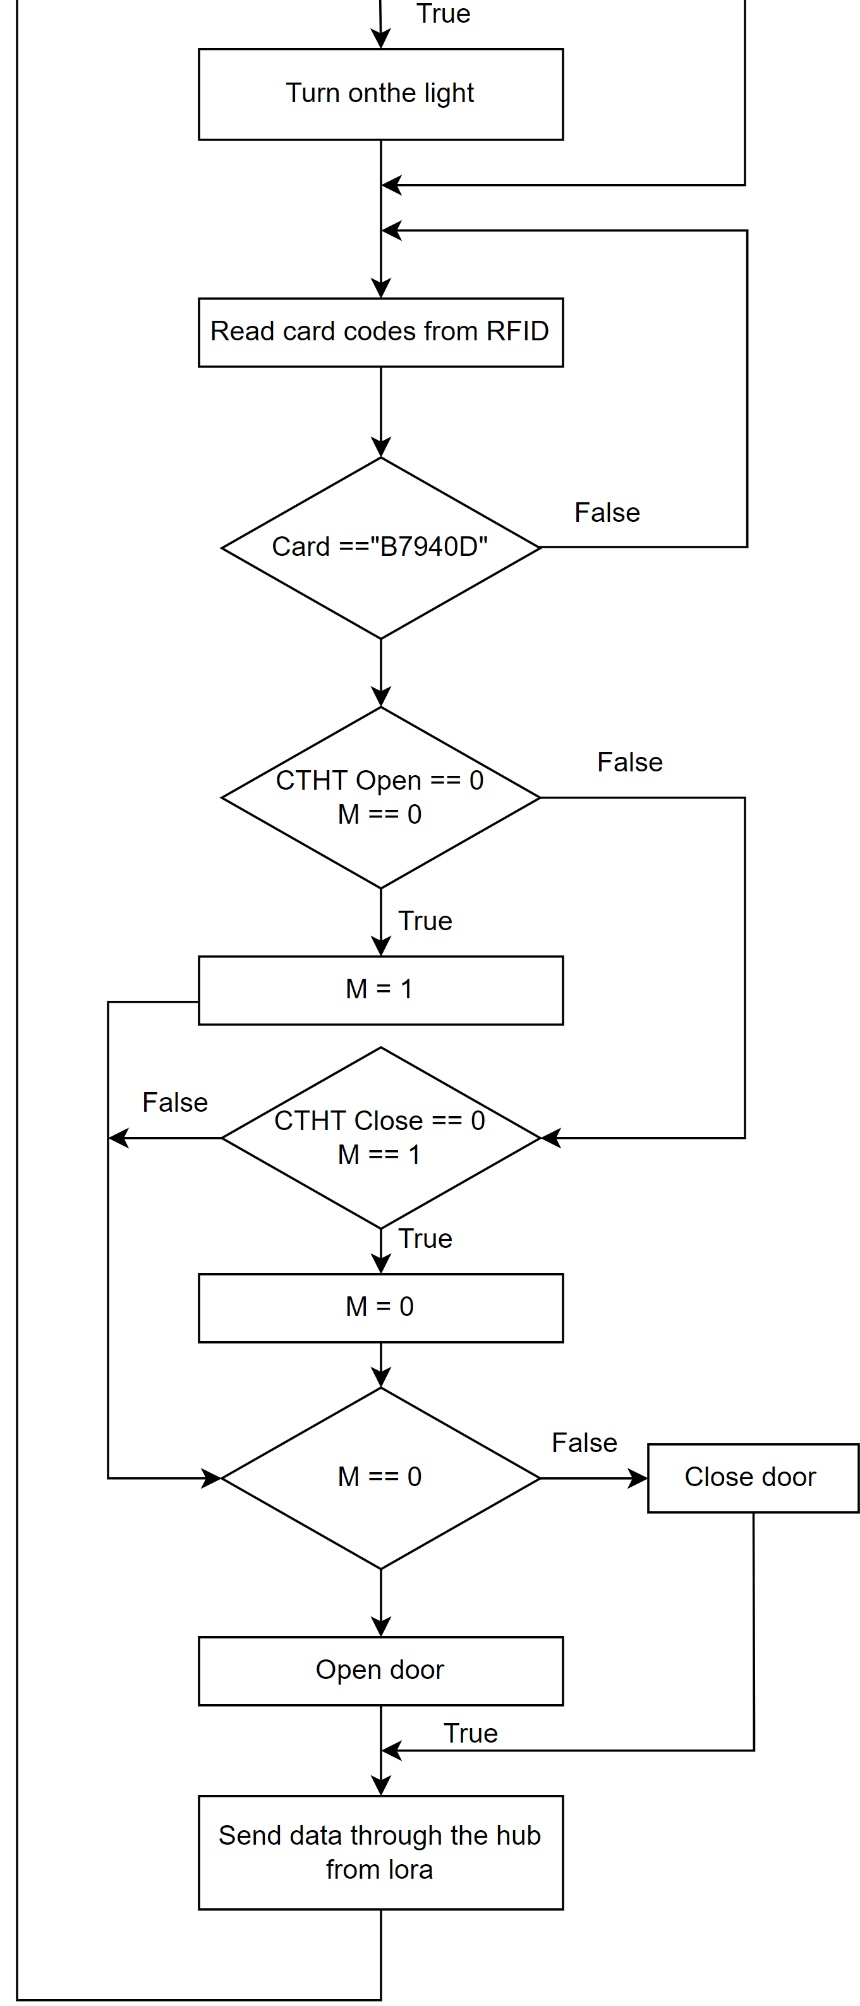 True
Turn onthe light
Read card codes from RFID
False
Card =="B7940D"
False
CTHT Open == 0
M == 0
True
M = 1
False
CTHT Close == 0
M == 1
True
M = 0
False
M == 0
Close door
Open door
True
Send data through the hub
from lora